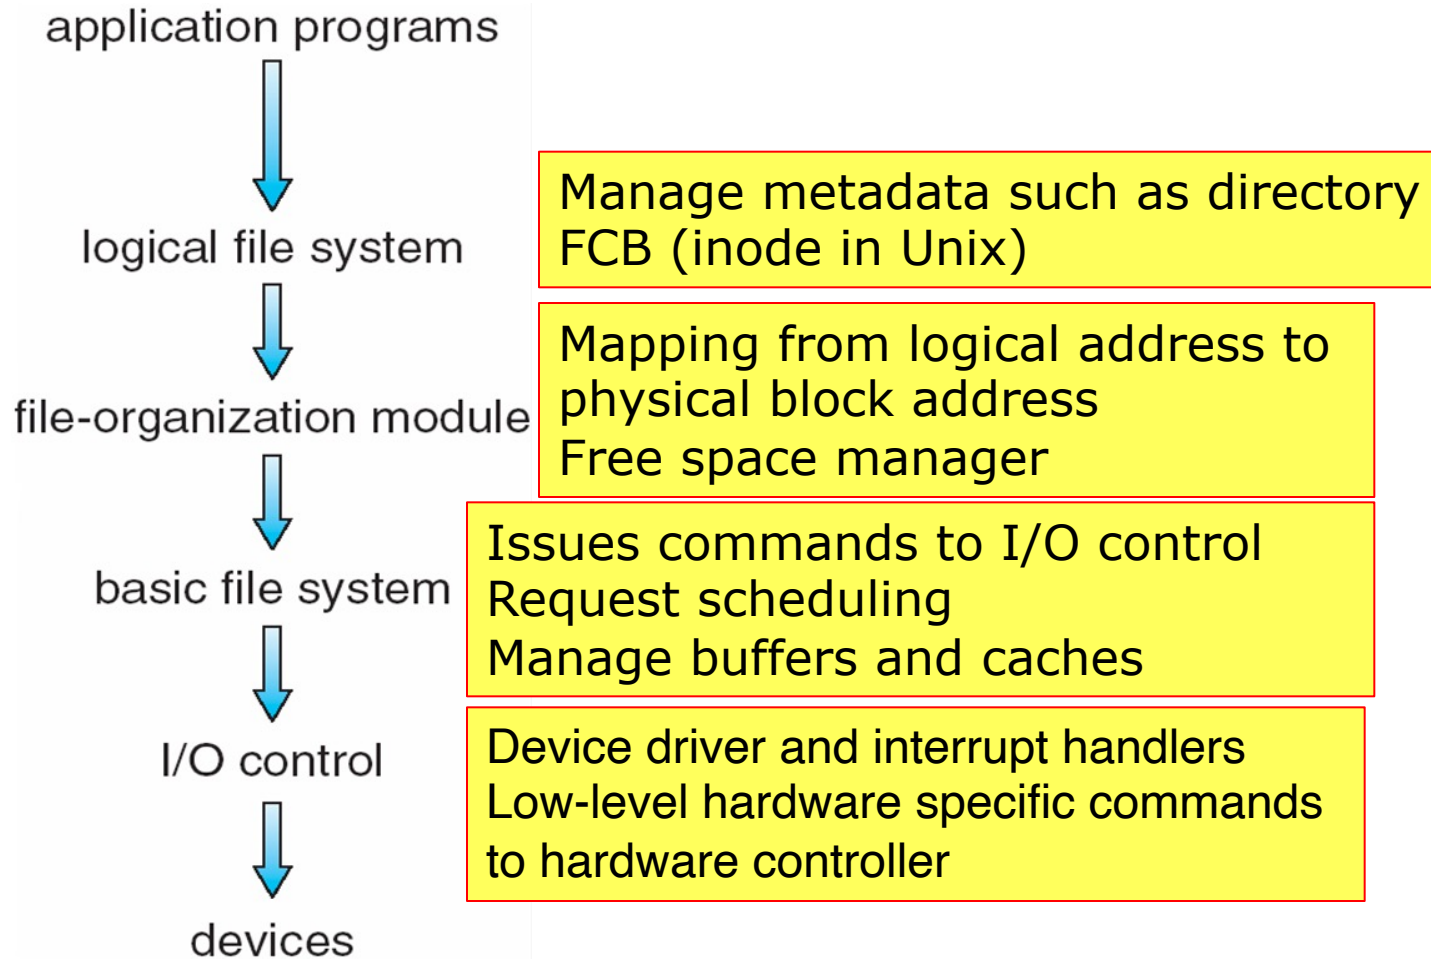 application programs
logical file system
Manage metadata such as directory
FCB (inode in Unix)
file-organization module
Mapping from logical address to
physical block address
Free space manager
basic file system
Issues commands to I/O control
Request scheduling
Manage buffers and caches
I/O control
Device driver and interrupt handlers
Low-level hardware specific commands
to hardware controller
devices